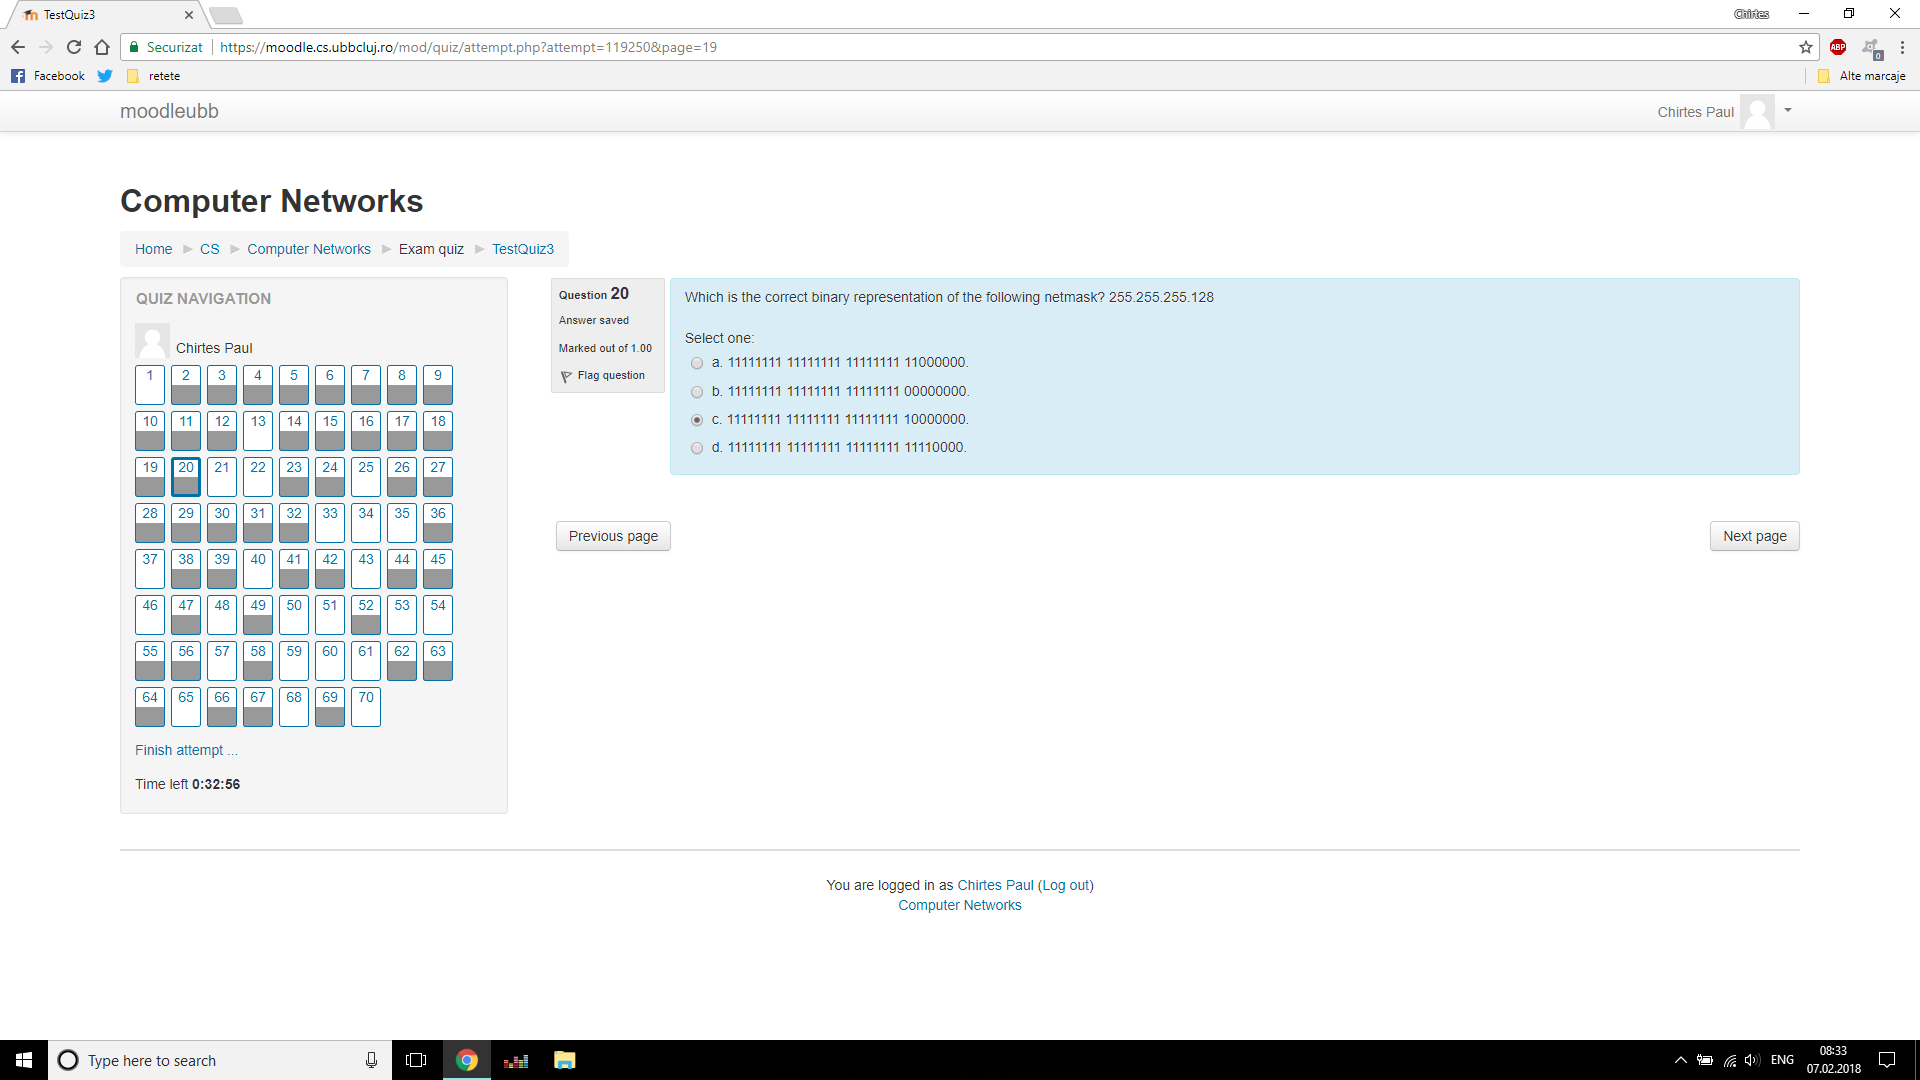 TestQuiz3
Chirtes
Securizat
https://moodle.cs.ubbcluj.ro/mod/quiz/attempt.php?attempt=119250&page=19
ABP
0
Facebook
retete
Alte marcaje
moodleubb
Chirtes Paul
Computer Networks
Home ► CS ► Computer Networks ► Exam quiz ► TestQuiz3
QUIZ NAVIGATION
Chirtes Paul
1 2 3 4 5 6 7 8 9
10 11 12 13 14 15 16 17 18
19 20 21 22 23 24 25 26 27
28 29 30 31 32 33 34 35 36
37 38 39 40 41 42 43 44 45
46 47 48 49 50 51 52 53 54
55 56 57 58 59 60 61 62 63
64 65 66 67 68 69 70
Finish attempt ...
Time left 0:32:56
Question 20
Answer saved
Marked out of 1.00
Flag question
Which is the correct binary representation of the following netmask? 255.255.255.128
Select one:
a. 11111111 11111111 11111111 11000000.
b. 11111111 11111111 11111111 00000000.
c. 11111111 11111111 11111111 10000000.
d. 11111111 11111111 11111111 11110000.
Previous page
Next page
You are logged in as Chirtes Paul (Log out)
Computer Networks
Type here to search
ENG
08:33
07.02.2018